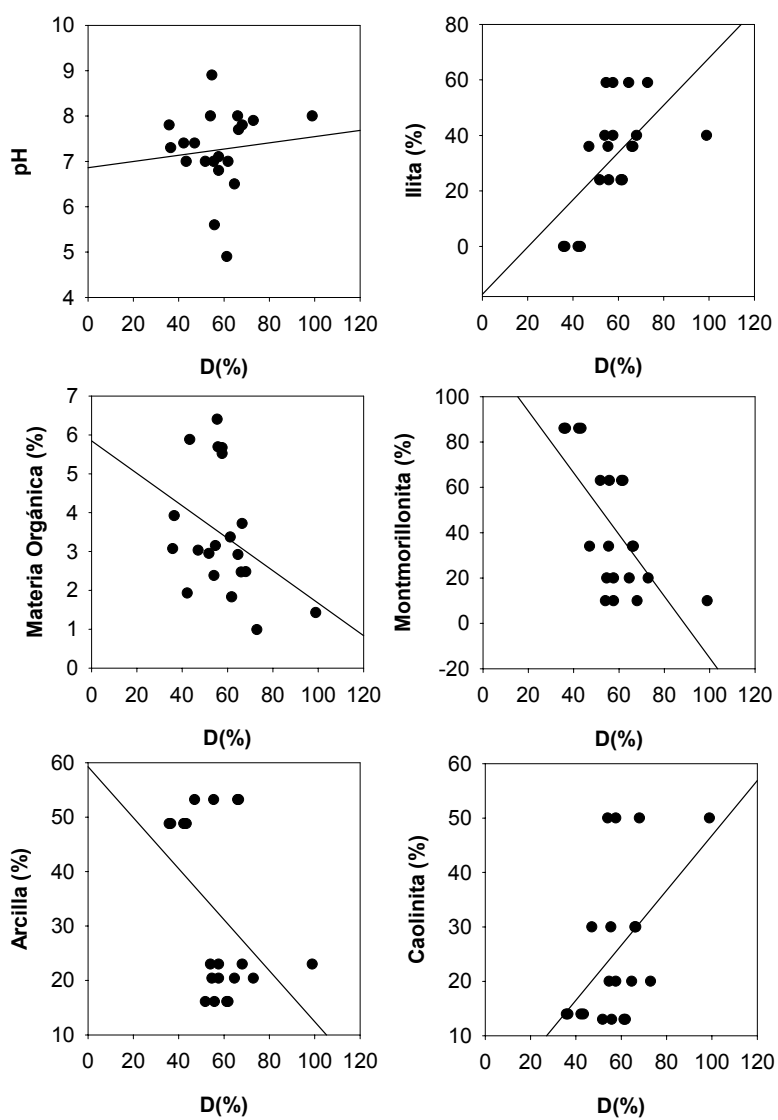 10
9
8
7
6
5
4
pH
0 20 40 60 80 100 120
D(%)
80
60
40
20
0
Illita (%)
0 20 40 60 80 100 120
D(%)
7
6
5
4
3
2
1
0
Materia Orgánica (%)
0 20 40 60 80 100 120
D(%)
100
80
60
40
20
0
-20
Montmorillonita (%)
0 20 40 60 80 100 120
D(%)
60
50
40
30
20
10
Arcilla (%)
0 20 40 60 80 100 120
D(%)
60
50
40
30
20
10
Caolinita (%)
0 20 40 60 80 100 120
D(%)